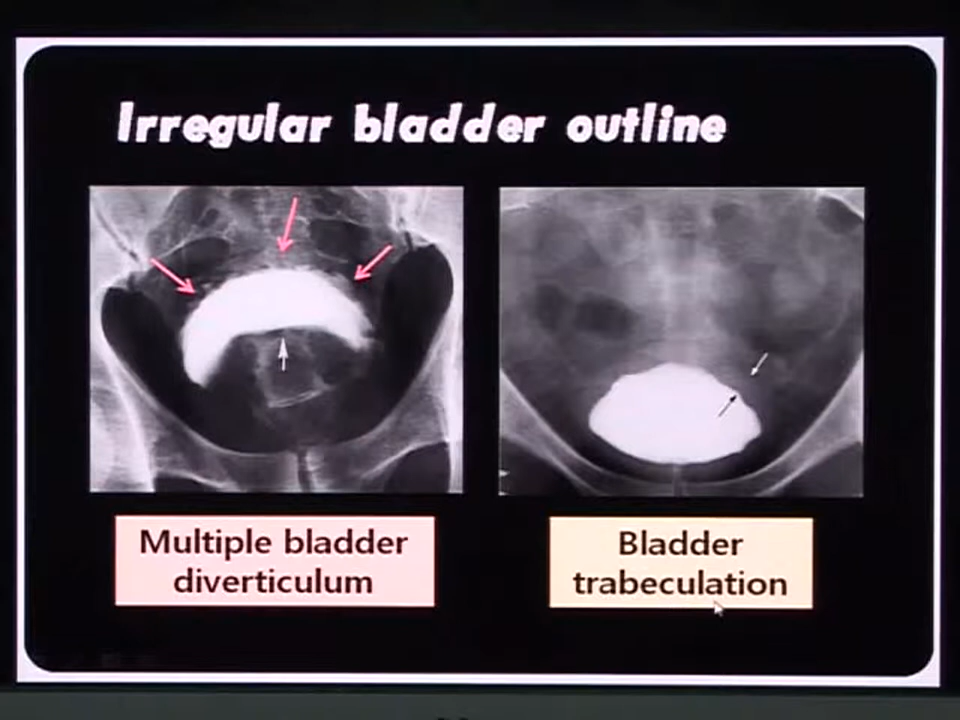 Irregular bladder outline
Multiple bladder
diverticulum
Bladder
trabeculation